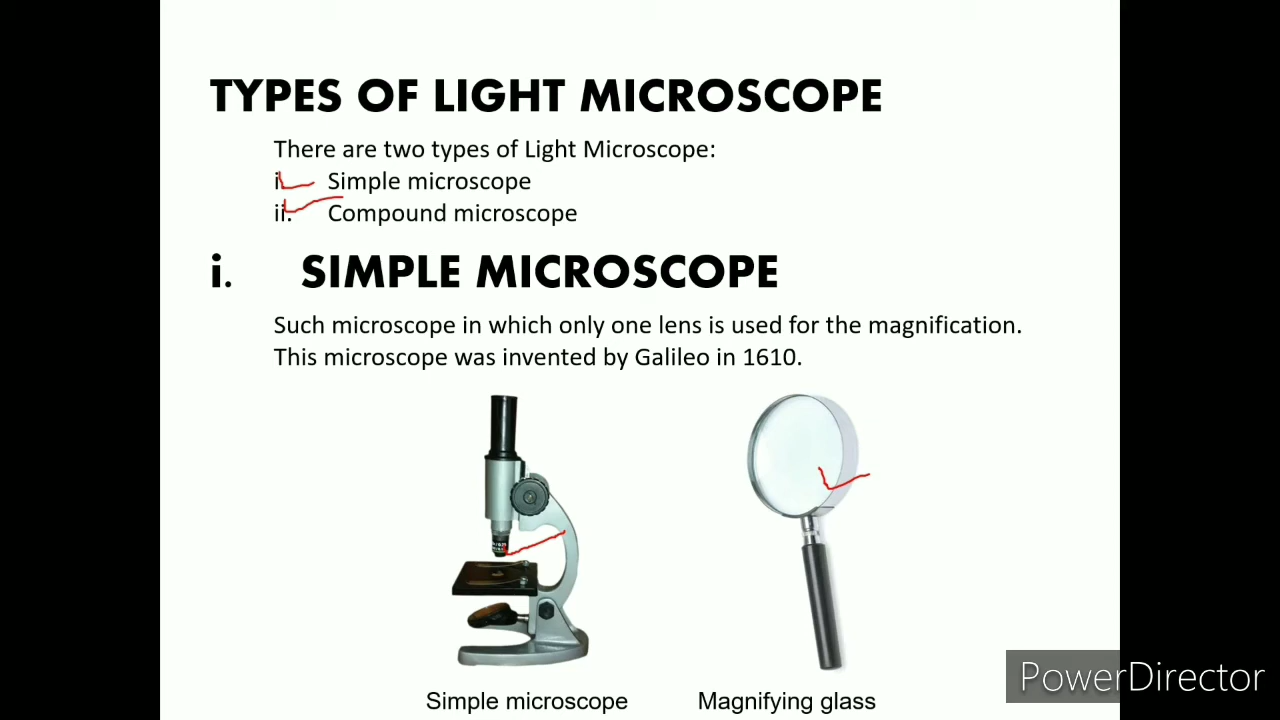 TYPES OF LIGHT MICROSCOPE
There are two types of Light Microscope:
i. Simple microscope
ii. Compound microscope
i. SIMPLE MICROSCOPE
Such microscope in which only one lens is used for the magnification.
This microscope was invented by Galileo in 1610.
Simple microscope
Magnifying glass
PowerDirector